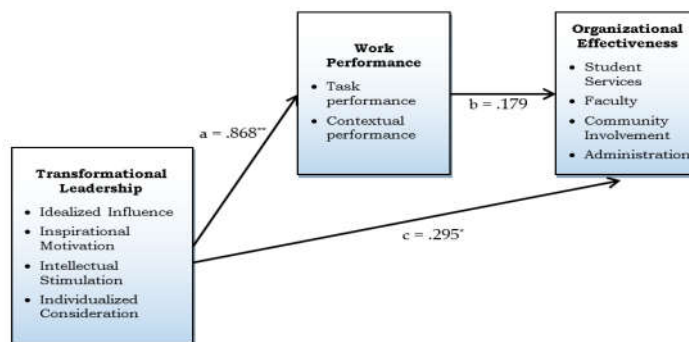 Transformational
Leadership
• Idealized Influence
• Inspirational
Motivation
• Intellectual
Stimulation
• Individualized
Consideration
a = .868**
Work
Performance
• Task
performance
• Contextual
performance
b = .179
c = .295*
Organizational
Effectiveness
• Student
Services
• Faculty
• Community
Involvement
• Administration